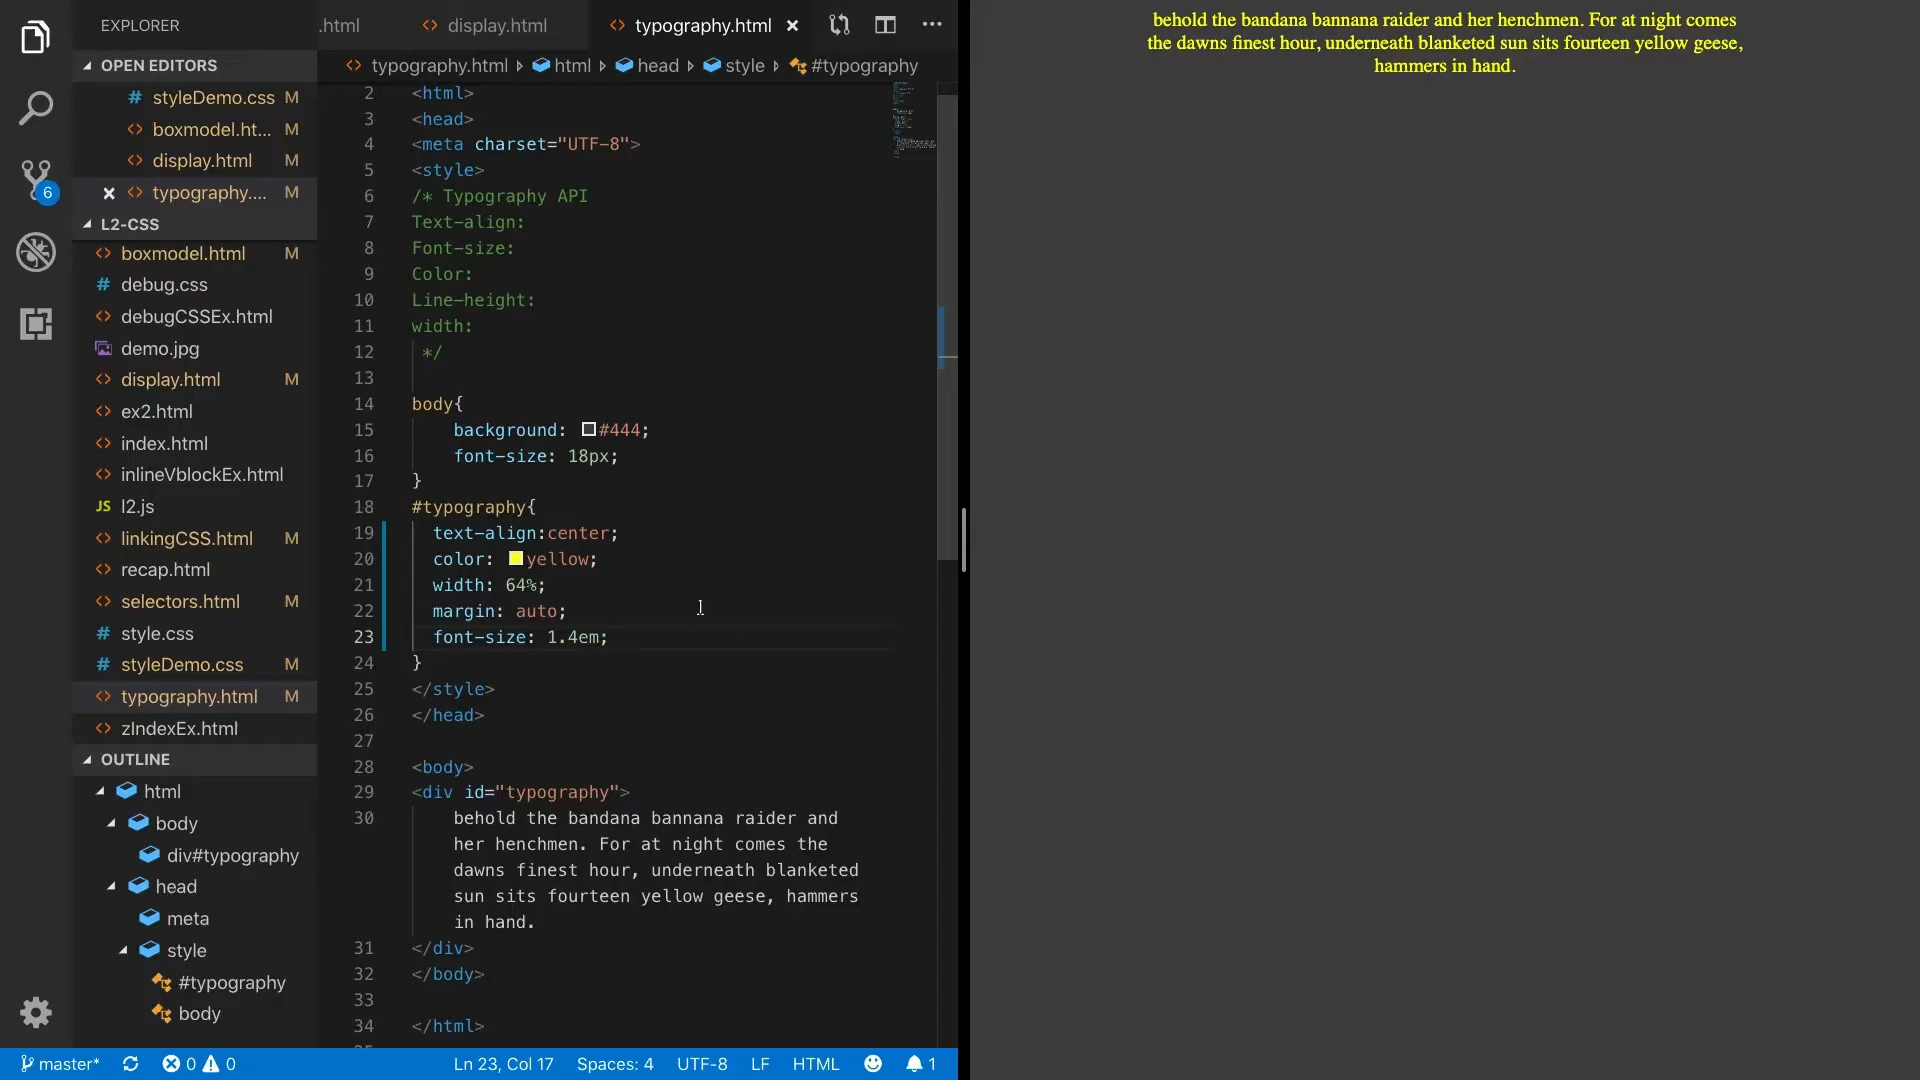 EXPLORER
OPEN EDITORS
styleDemo.css M
boxmodel.ht... M
display.html M
typography.... M
L2-CSS
boxmodel.html M
debug.css
debugCSSEx.html
demo.jpg
display.html M
ex2.html
index.html
inlineVblockEx.html
JS l2.js
linkingCSS.html M
recap.html
selectors.html M
style.css
styleDemo.css M
typography.html M
zIndexEx.html
OUTLINE
html
body
div#typography
head
meta
style
#typography
body
.html display.html typography.html
typography.html html head style #typography
2 <html>
3 <head>
4 <meta charset="UTF-8">
5 <style>
6 /* Typography API
7 Text-align:
8 Font-size:
9 Color:
10 Line-height:
11 width:
12 */
13
14 body{
15 background: #444;
16 font-size: 18px;
17 }
18 #typography{
19 text-align:center;
20 color: yellow;
21 width: 64%;
22 margin: auto;
23 font-size: 1.4em;
24 }
25 </style>
26 </head>
27
28 <body>
29 <div id="typography">
30 behold the bandana bannana raider and
her henchmen. For at night comes the
dawns finest hour, underneath blanketed
sun sits fourteen yellow geese, hammers
in hand.
31 </div>
32 </body>
33
34 </html>
behold the bandana bannana raider and her henchmen. For at night comes
the dawns finest hour, underneath blanketed sun sits fourteen yellow geese,
hammers in hand.
6
master* 0 0 Ln 23, Col 17 Spaces: 4 UTF-8 LF HTML 1